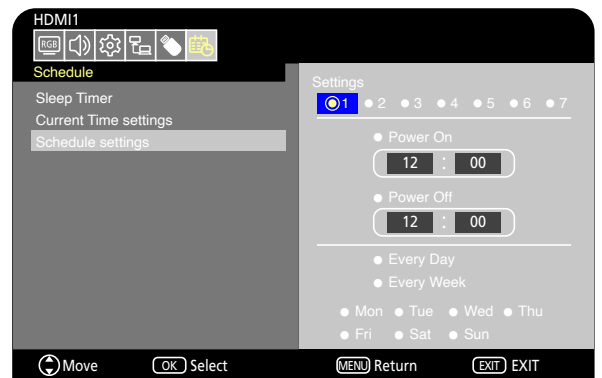 HDMI1
RGB
Schedule
Sleep Timer
Current Time settings
Schedule settings
Settings
1 2 3 4 5 6 7
Power On
12 : 00
Power Off
12 : 00
Every Day
Every Week
Mon Tue Wed Thu
Fri Sat Sun
Move OK Select MENU Return EXIT EXIT